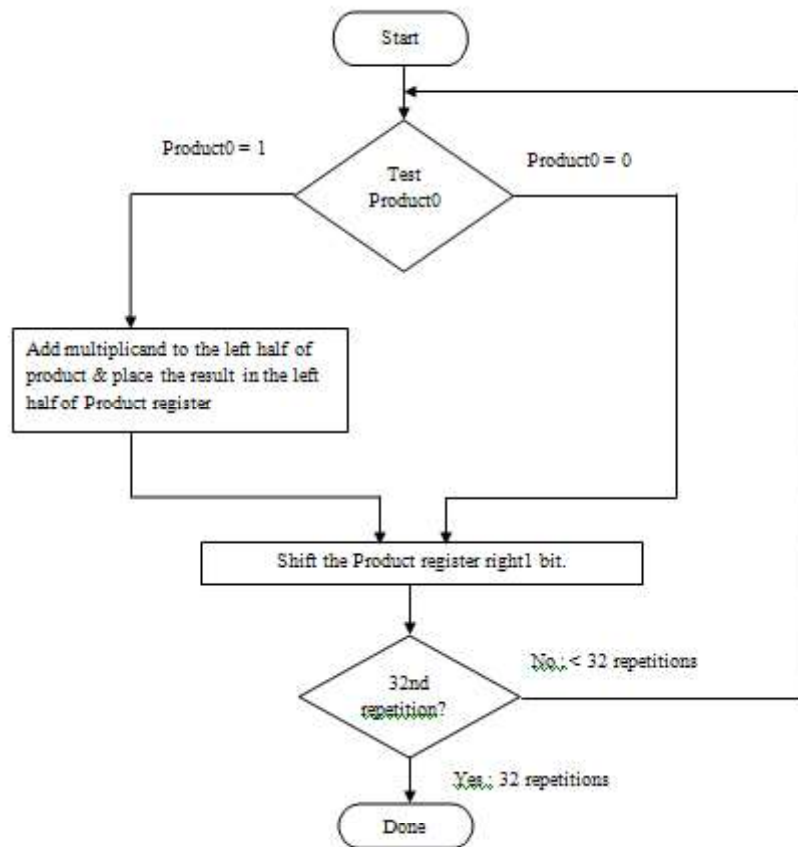 Start
Product0 = 1
Product0 = 0
Test
Product0
Add multiplicand to the left half of
product & place the result in the left
half of Product register
Shift the Product register right1 bit.
No.: < 32 repetitions
32nd
repetition?
Yes.: 32 repetitions
Done